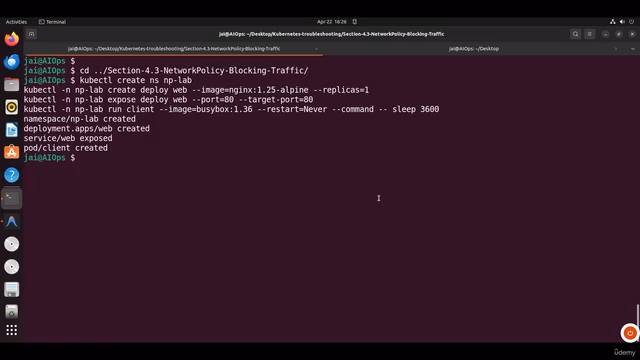 Activities
Terminal
Apr 22 16:26
jai@AIOps: ~/Desktop/Kubernetes-troubleshooting/Section-4.3-NetworkPolicy-Blocking-Traffic
jai@AIOps: ~/Desktop/Kubernetes-troubleshooting/Section-4.3-NetworkPolicy-Blocking-Traffic
jai@AIOps: ~/Desktop
jai@AIOps $
jai@AIOps $ cd ../Section-4.3-NetworkPolicy-Blocking-Traffic/
jai@AIOps $ kubectl create ns np-lab
kubectl -n np-lab create deploy web --image=nginx:1.25-alpine --replicas=1
kubectl -n np-lab expose deploy web --port=80 --target-port=80
kubectl -n np-lab run client --image=busybox:1.36 --restart=Never --command -- sleep 3600
namespace/np-lab created
deployment.apps/web created
service/web exposed
pod/client created
jai@AIOps $
udemy